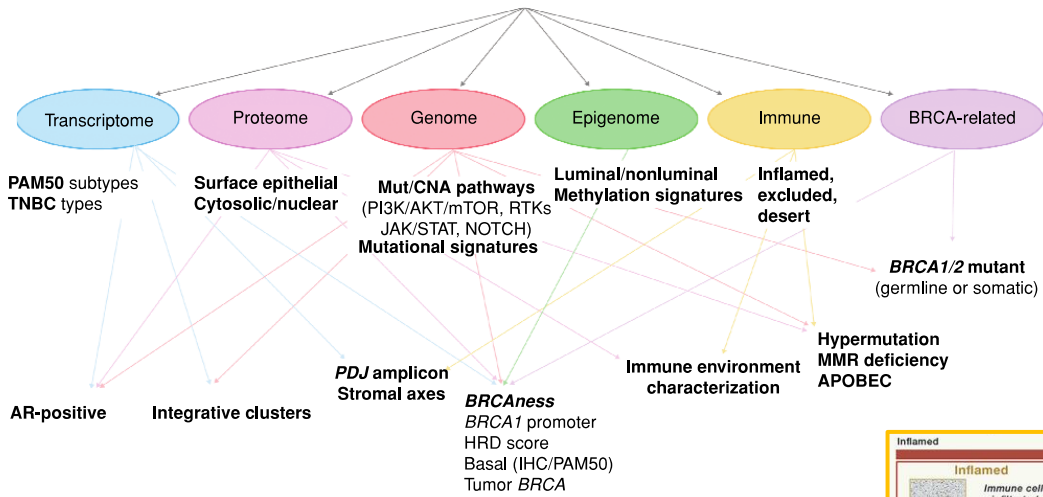 Transcriptome
Proteome
Genome
Epigenome
Immune
BRCA-related
PAM50 subtypes
TNBC types
Surface epithelial
Cytosolic/nuclear
Mut/CNA pathways
(PI3K/AKT/mTOR, RTKs
JAK/STAT, NOTCH)
Mutational signatures
Luminal/nonluminal
Methylation signatures
Inflamed,
excluded,
desert
BRCA1/2 mutant
(germline or somatic)
AR-positive
Integrative clusters
PDJ amplicon
Stromal axes
BRCAness
BRCA1 promoter
HRD score
Basal (IHC/PAM50)
Tumor BRCA
Immune environment
characterization
Hypermutation
MMR deficiency
APOBEC
Inflamed
Inflamed
Immune cell